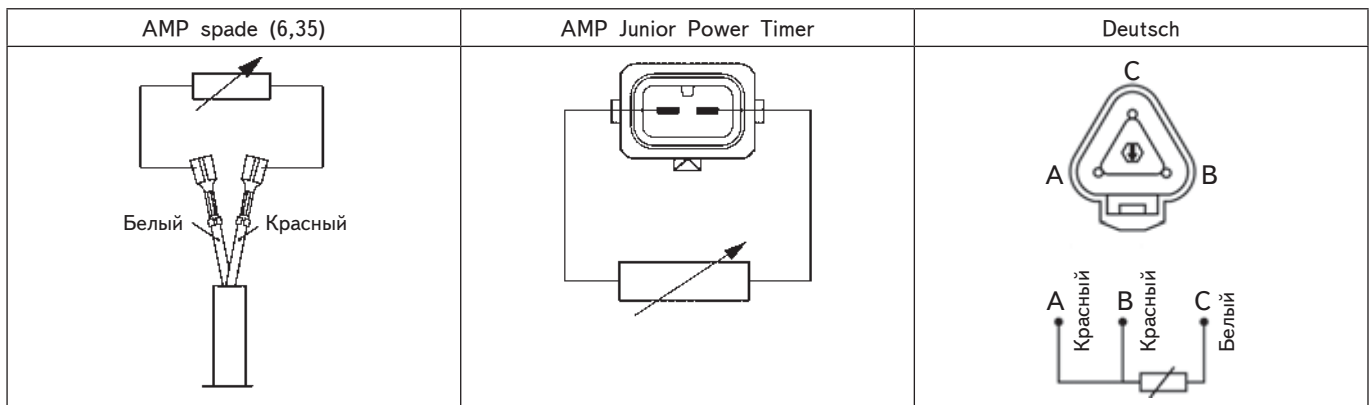 AMP spade (6,35)
AMP Junior Power Timer
Deutsch
Белый
Красный
C
A
B
A
Красный
B
Красный
C
Белый